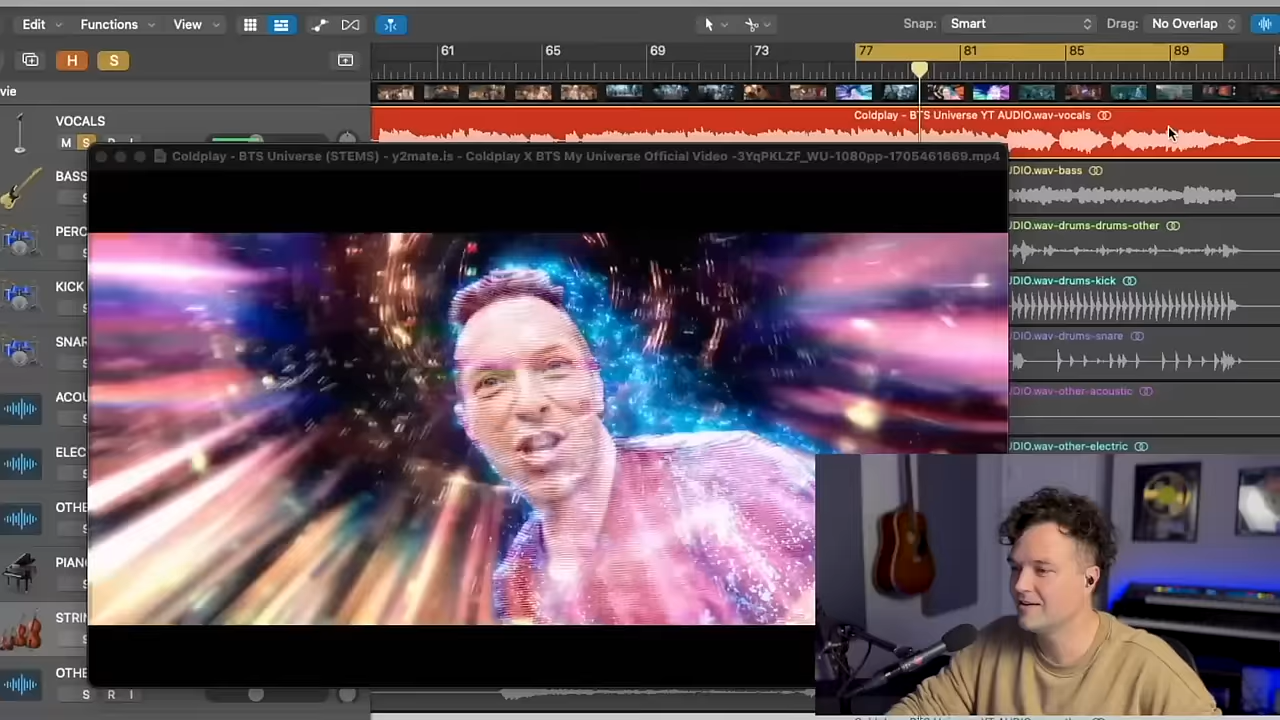 Edit Functions View Snap: Smart Drag: No Overlap
H S
61 65 69 73 77 81 85 89
vie
VOCALS
M S R I
Coldplay - BTS Universe YT AUDIO.wav-vocals
Coldplay - BTS Universe (STEMS) - y2mate.is - Coldplay X BTS My Universe Official Video -3YqPKLZF_WU-1080pp-1705461669.mp4
BASS
S
UDIO.wav-bass
PERC
S
UDIO.wav-drums-drums-other
KICK
S
UDIO.wav-drums-kick
SNAR
S
UDIO.wav-drums-snare
ACOU
S
UDIO.wav-other-acoustic
ELEC
S
UDIO.wav-other-electric
OTHE
S
PIAN
S
STRIN
S
OTHE
S R I